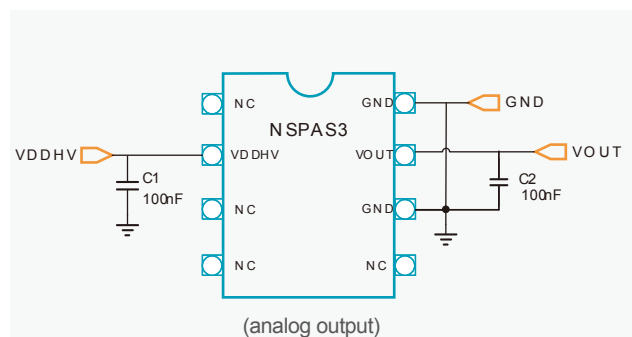 NC
GND
GND
NSPAS3
VDDHV
VDDHV
VOUT
VOUT
C1
100nF
C2
100nF
NC
GND
NC
NC
(analog output)